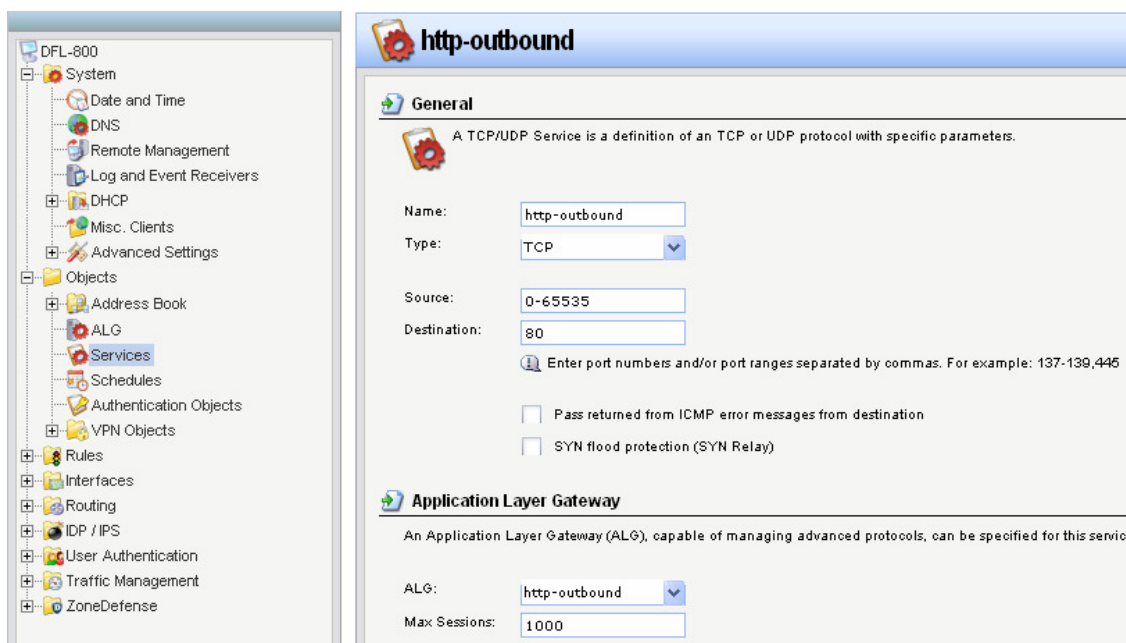 DFL-800
System
Date and Time
DNS
Remote Management
Log and Event Receivers
DHCP
Misc. Clients
Advanced Settings
Objects
Address Book
ALG
Services
Schedules
Authentication Objects
VPN Objects
Rules
Interfaces
Routing
IDP / IPS
User Authentication
Traffic Management
ZoneDefense
http-outbound
General
A TCP/UDP Service is a definition of an TCP or UDP protocol with specific parameters.
Name: http-outbound
Type: TCP
Source: 0-65535
Destination: 80
Enter port numbers and/or port ranges separated by commas. For example: 137-139,445
Pass returned from ICMP error messages from destination
SYN flood protection (SYN Relay)
Application Layer Gateway
An Application Layer Gateway (ALG), capable of managing advanced protocols, can be specified for this servic
ALG: http-outbound
Max Sessions: 1000